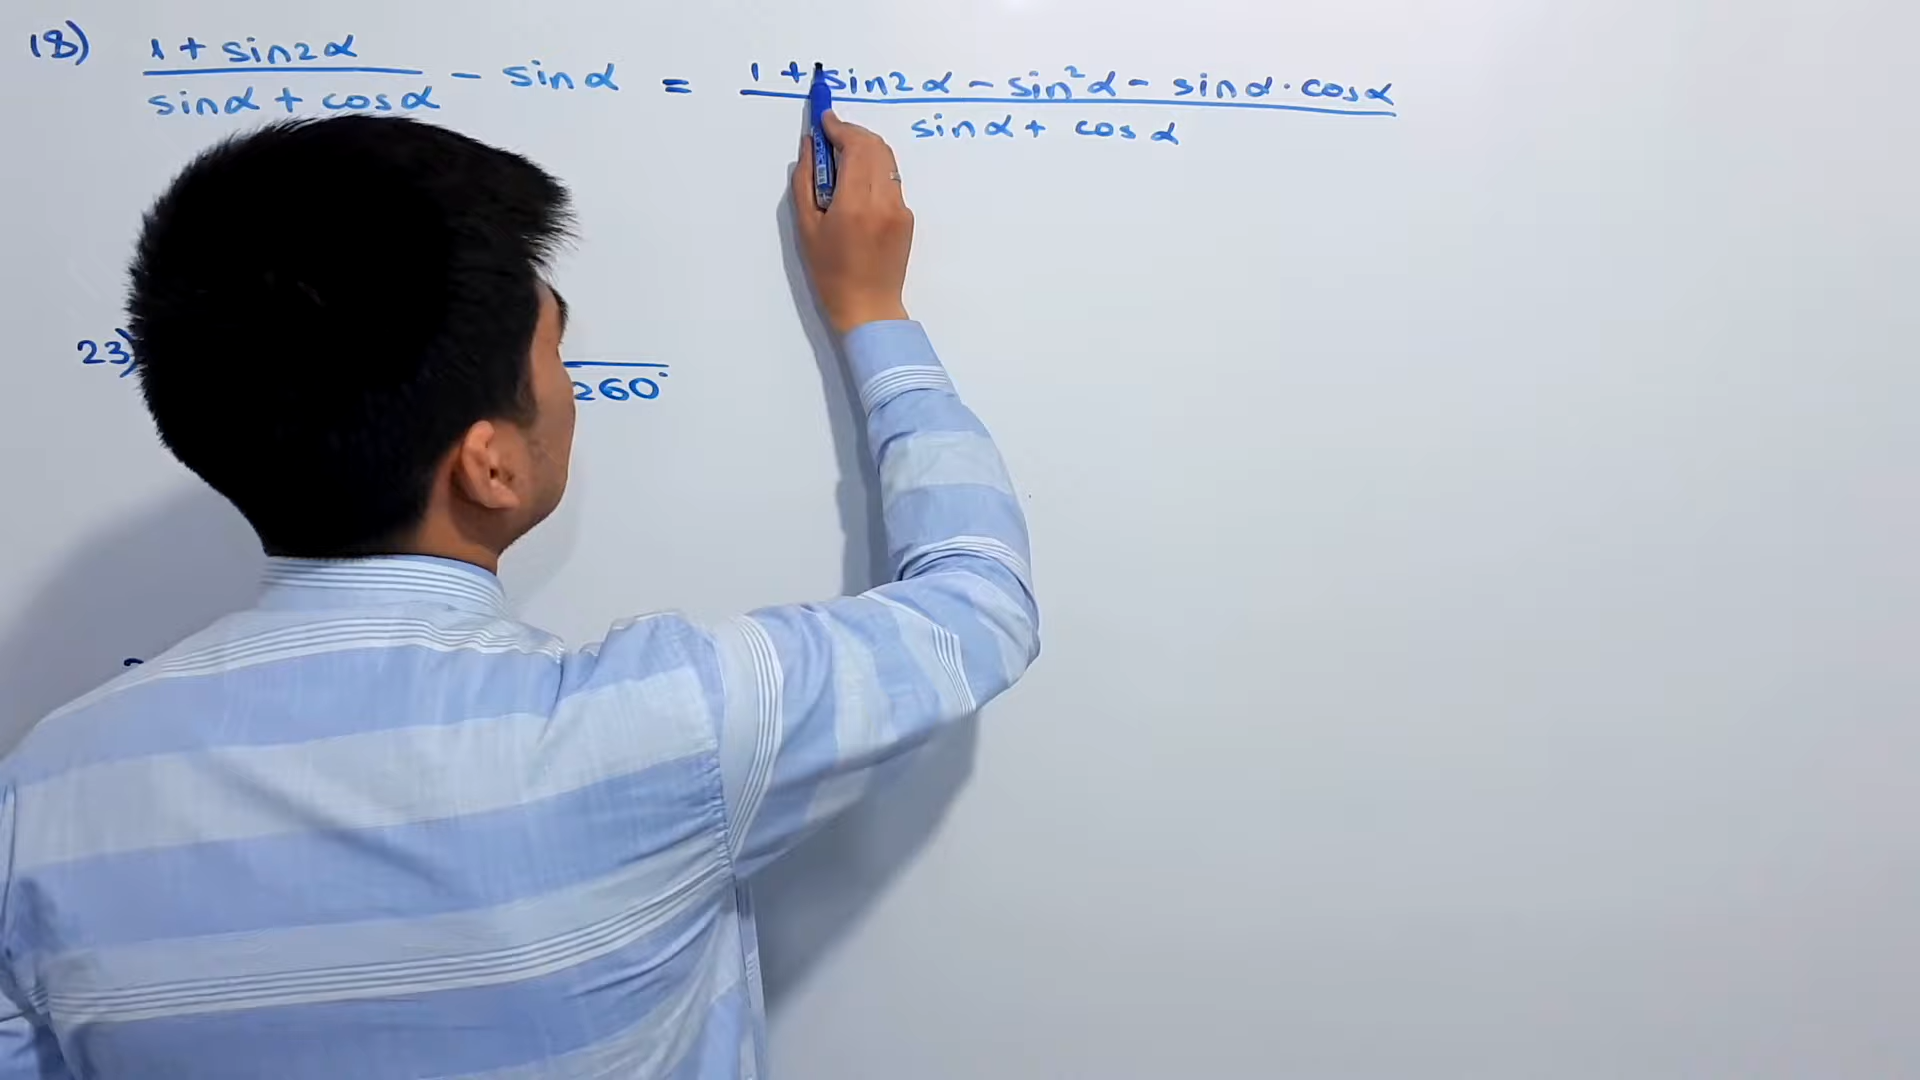 18) (1 + sin2α)/(sinα + cosα) - sinα = (1 + sin2α - sin²α - sinα · cosα)/(sinα + cosα)
23)
260°